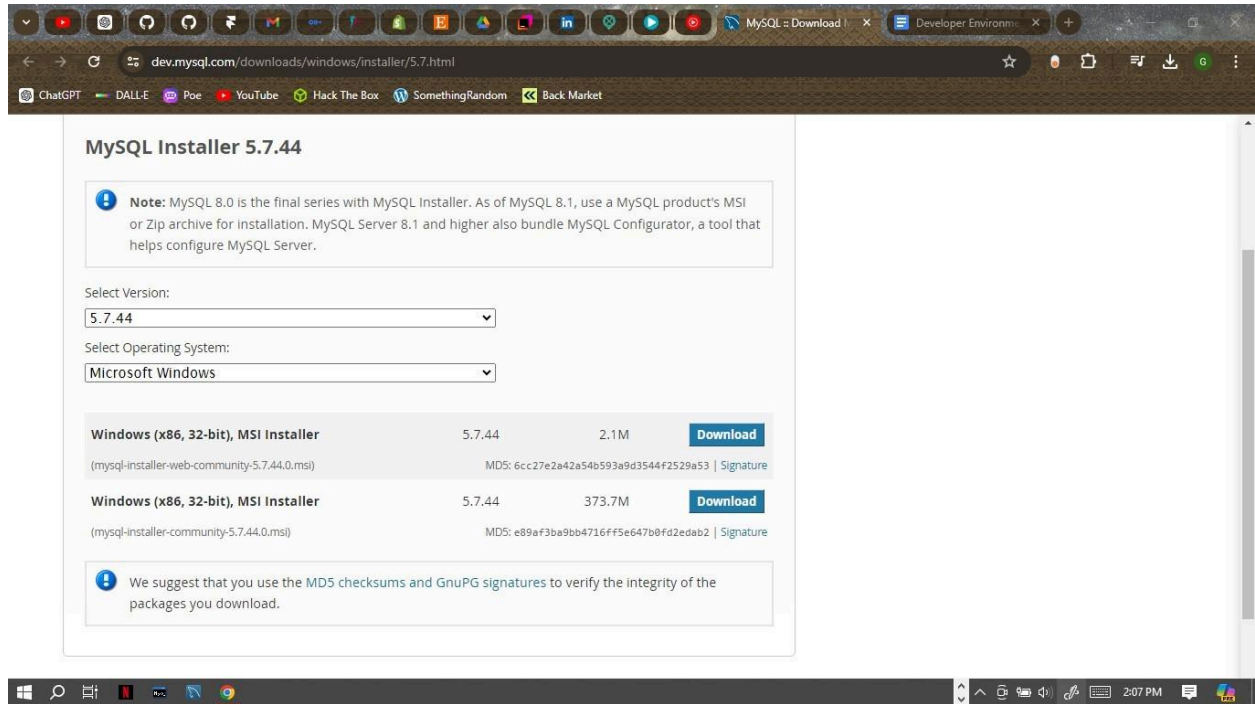 MySQL :: Download
Developer Environme
dev.mysql.com/downloads/windows/installer/5.7.html
G
ChatGPT DALL·E Poe YouTube Hack The Box SomethingRandom Back Market
MySQL Installer 5.7.44
Note: MySQL 8.0 is the final series with MySQL Installer. As of MySQL 8.1, use a MySQL product's MSI
or Zip archive for installation. MySQL Server 8.1 and higher also bundle MySQL Configurator, a tool that
helps configure MySQL Server.
Select Version:
5.7.44
Select Operating System:
Microsoft Windows
Windows (x86, 32-bit), MSI Installer 5.7.44 2.1M Download
(mysql-installer-web-community-5.7.44.0.msi) MD5: 6cc27e2a42a54b593a9d3544f2529a53 | Signature
Windows (x86, 32-bit), MSI Installer 5.7.44 373.7M Download
(mysql-installer-community-5.7.44.0.msi) MD5: e89af3ba9bb4716ff5e647b0fd2edab2 | Signature
We suggest that you use the MD5 checksums and GnuPG signatures to verify the integrity of the
packages you download.
2:07 PM